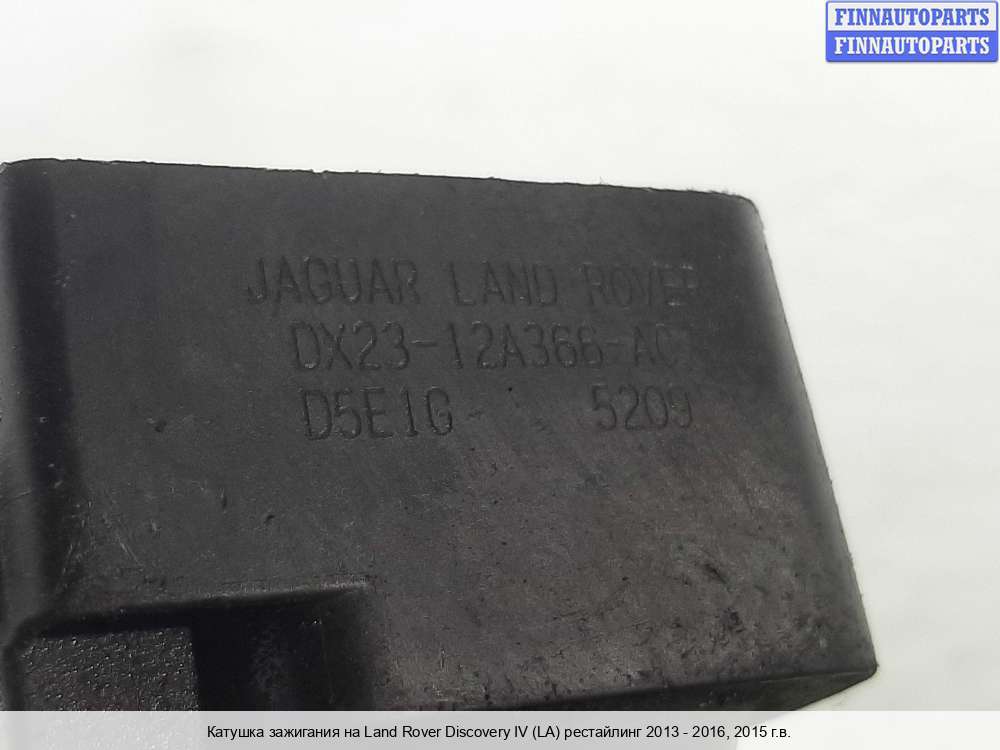 FINNAUTOPARTS
FINNAUTOPARTS
JAGUAR LAND ROVER
DX23-12A366-AC
D5E1G 5209
Катушка зажигания на Land Rover Discovery IV (LA) рестайлинг 2013 - 2016, 2015 г.в.